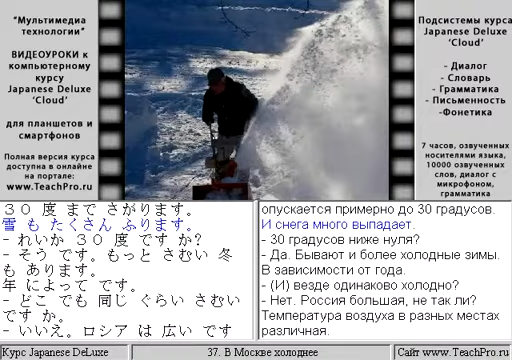 "Мультимедиа
технологии"
ВИДЕОУРОКИ к
компьютерному
курсу
Japanese Deluxe
'Cloud'
для планшетов и
смартфонов
Полная версия курса
доступна в онлайне
на портале:
www.TeachPro.ru
Подсистемы курса
Japanese Deluxe
'Cloud'
- Диалог
- Словарь
- Грамматика
- Письменность
-Фонетика
7 часов, озвученных
носителями языка,
10000 озвученных
слов, диалог с
микрофоном,
грамматика
３０ 度 まで さがります。
雪 も たくさん ふります。
- れいか ３０ 度 です か?
- そう です。もっと さむい 冬
も あります。
年 によって です。
- どこ でも 同じ ぐらい さむい
です か。
- いいえ。ロシア は 広い です
опускается примерно до 30 градусов.
И снега много выпадает.
- 30 градусов ниже нуля?
- Да. Бывают и более холодные зимы.
В зависимости от года.
- (И) везде одинаково холодно?
- Нет. Россия большая, не так ли?
Температура воздуха в разных местах
различная.
Курс Japanese DeLuxe
37. В Москве холоднее
Сайт www.TeachPro.ru